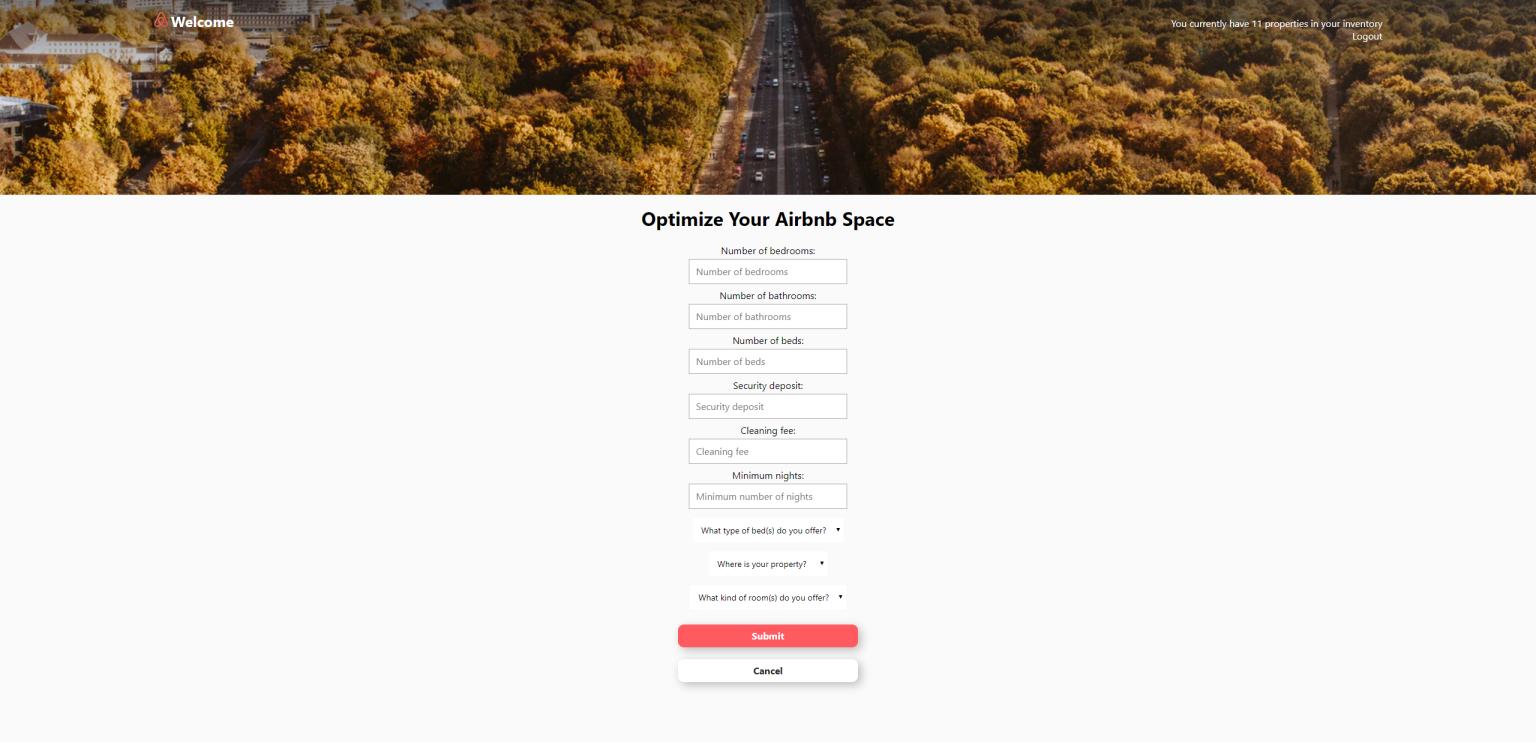 Welcome
You currently have 11 properties in your inventory
Logout
Optimize Your Airbnb Space
Number of bedrooms:
Number of bedrooms
Number of bathrooms:
Number of bathrooms
Number of beds:
Number of beds
Security deposit:
Security deposit
Cleaning fee:
Cleaning fee
Minimum nights:
Minimum number of nights
What type of bed(s) do you offer?
Where is your property?
What kind of room(s) do you offer?
Submit
Cancel